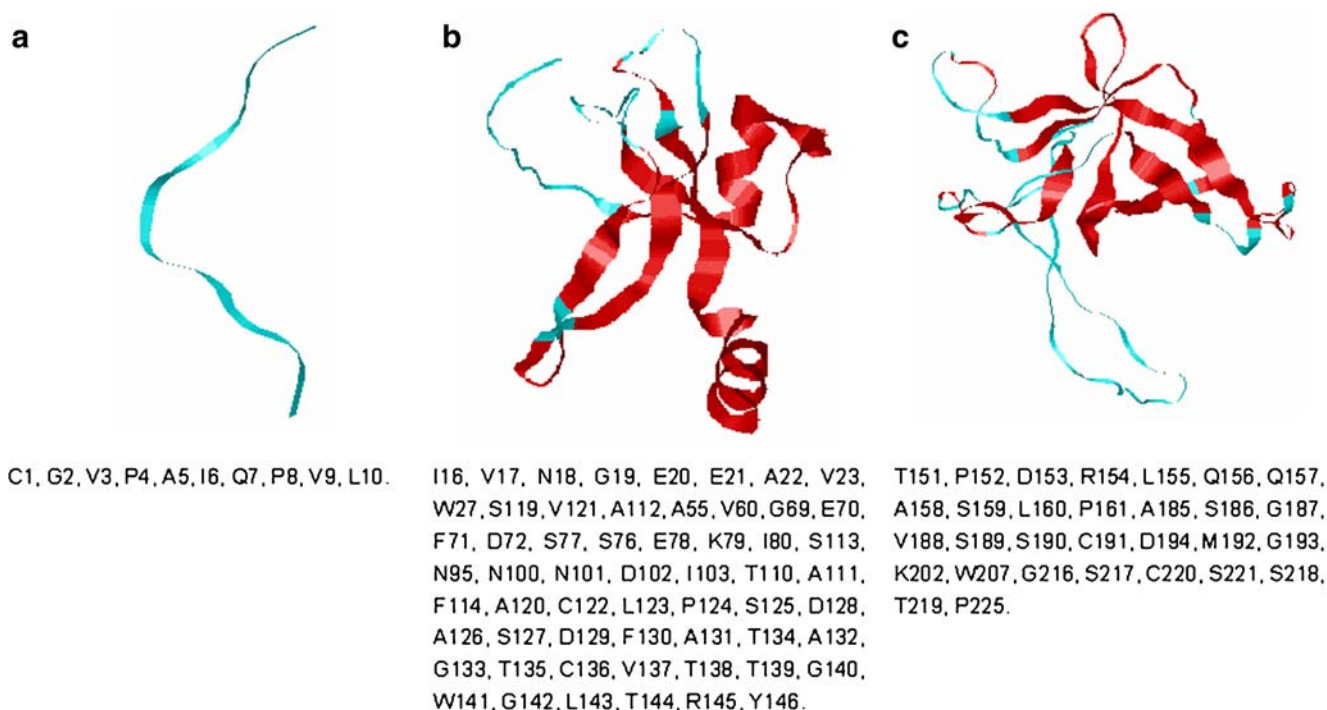 a
b
c
C1, G2, V3, P4, A5, I6, Q7, P8, V9, L10.
I16, V17, N18, G19, E20, E21, A22, V23,
W27, S119, V121, A112, A55, V60, G69, E70,
F71, D72, S77, S76, E78, K79, I80, S113,
N95, N100, N101, D102, I103, T110, A111,
F114, A120, C122, L123, P124, S125, D128,
A126, S127, D129, F130, A131, T134, A132,
G133, T135, C136, V137, T138, T139, G140,
W141, G142, L143, T144, R145, Y146.
T151, P152, D153, R154, L155, Q156, Q157,
A158, S159, L160, P161, A185, S186, G187,
V188, S189, S190, C191, D194, M192, G193,
K202, W207, G216, S217, C220, S221, S218,
T219, P225.